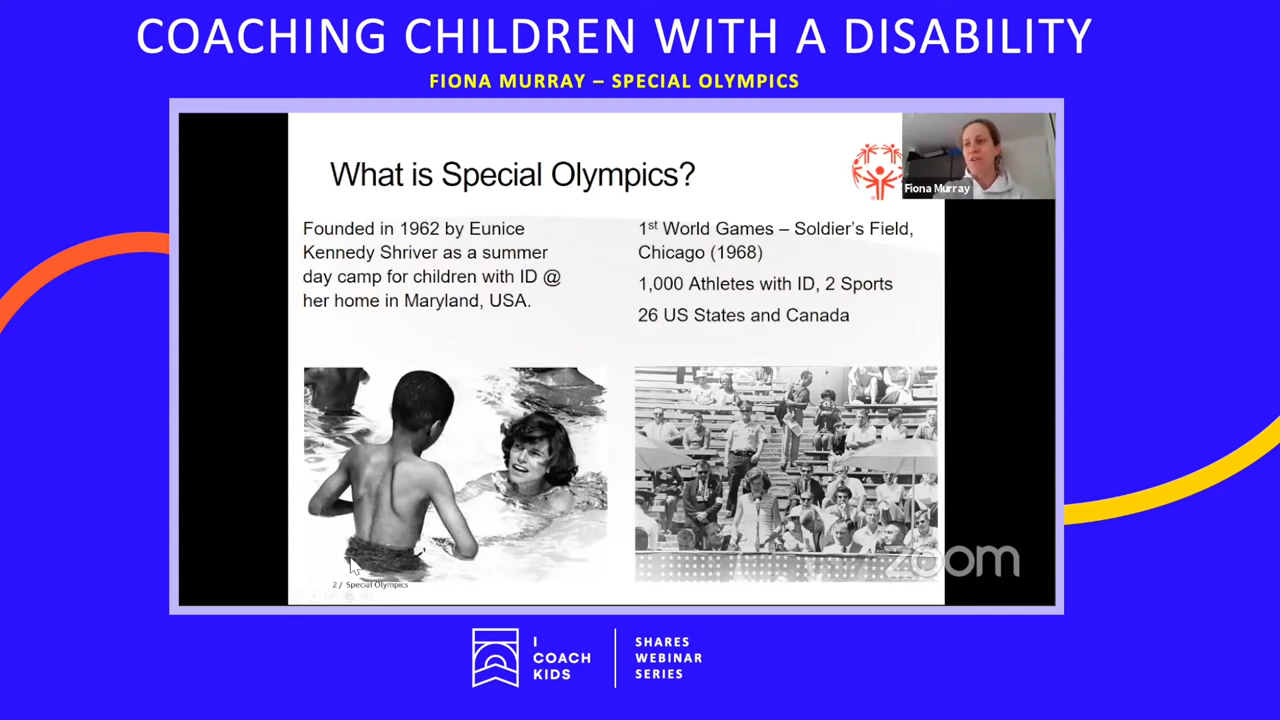 COACHING CHILDREN WITH A DISABILITY
FIONA MURRAY – SPECIAL OLYMPICS
What is Special Olympics?
Fiona Murray
Founded in 1962 by Eunice
Kennedy Shriver as a summer
day camp for children with ID @
her home in Maryland, USA.
1st World Games – Soldier's Field,
Chicago (1968)
1,000 Athletes with ID, 2 Sports
26 US States and Canada
zoom
2 / Special Olympics
I
COACH
KIDS
SHARES
WEBINAR
SERIES